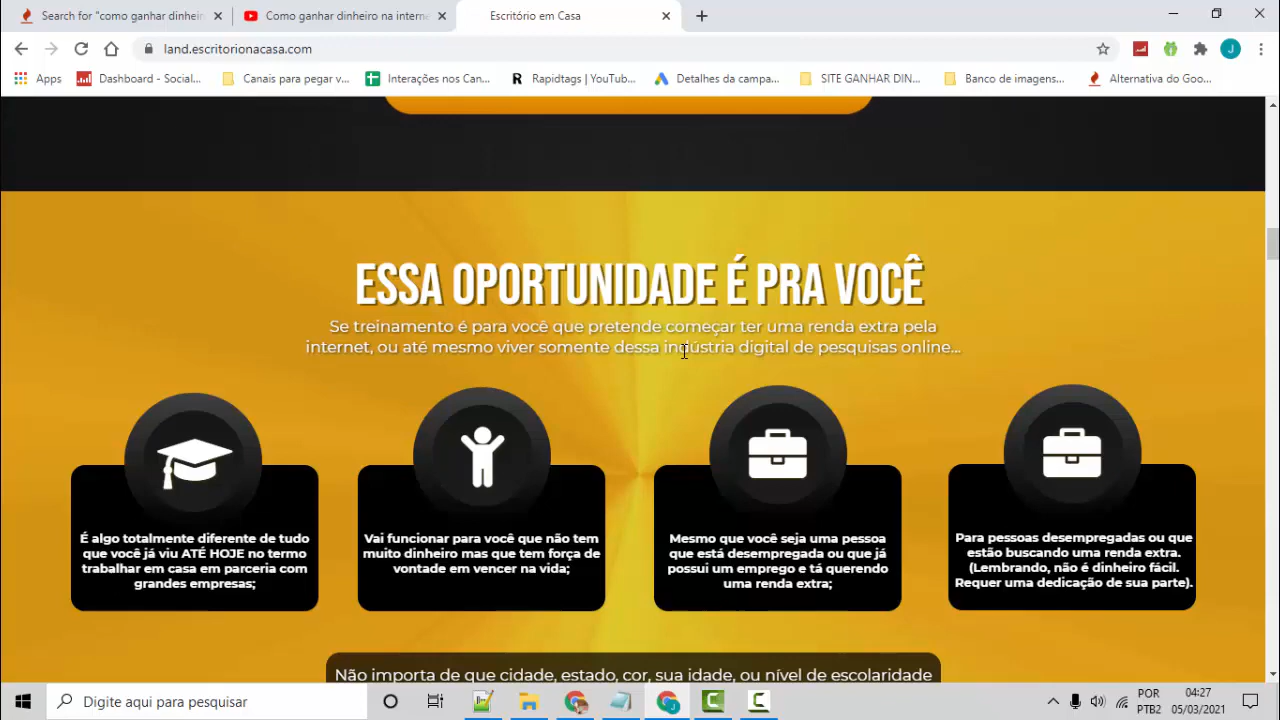 Search for "como ganhar dinheir
Como ganhar dinheiro na interne
Escritório em Casa
land.escritorionacasa.com
J
Apps
Dashboard - Social...
Canais para pegar v...
Interações nos Can...
Rapidtags | YouTub...
Detalhes da campa...
SITE GANHAR DIN...
Banco de imagens...
Alternativa do Goo...
ESSA OPORTUNIDADE É PRA VOCÊ
Se treinamento é para você que pretende começar ter uma renda extra pela
internet, ou até mesmo viver somente dessa indústria digital de pesquisas online...
É algo totalmente diferente de tudo
que você já viu ATÉ HOJE no termo
trabalhar em casa em parceria com
grandes empresas;
Vai funcionar para você que não tem
muito dinheiro mas que tem força de
vontade em vencer na vida;
Mesmo que você seja uma pessoa
que está desempregada ou que já
possui um emprego e tá querendo
uma renda extra;
Para pessoas desempregadas ou que
estão buscando uma renda extra.
(Lembrando, não é dinheiro fácil.
Requer uma dedicação de sua parte).
Não importa de que cidade, estado, cor, sua idade, ou nível de escolaridade
Digite aqui para pesquisar
POR
PTB2
04:27
05/03/2021